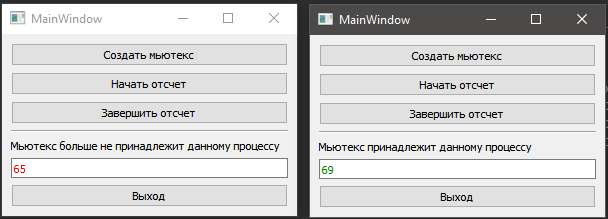 MainWindow
Создать мьютекс
Начать отсчет
Завершить отсчет
Мьютекс больше не принадлежит данному процессу
65
Выход
MainWindow
Создать мьютекс
Начать отсчет
Завершить отсчет
Мьютекс принадлежит данному процессу
69
Выход